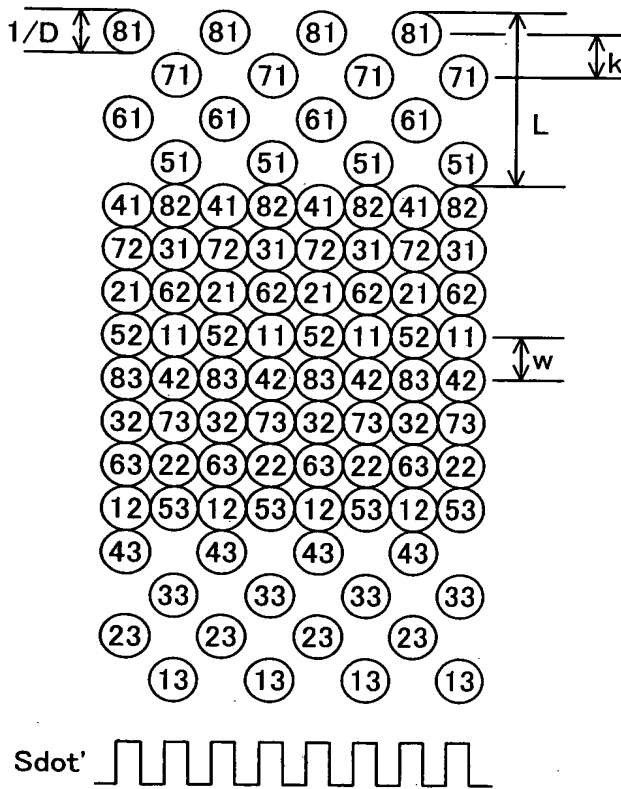 1/D 81 81 81 81
71 71 71 71 k
61 61 61 61 L
51 51 51 51
41 82 41 82 41 82 41 82
72 31 72 31 72 31 72 31
21 62 21 62 21 62 21 62
52 11 52 11 52 11 52 11
w
83 42 83 42 83 42 83 42
32 73 32 73 32 73 32 73
63 22 63 22 63 22 63 22
12 53 12 53 12 53 12 53
43 43 43 43
33 33 33 33
23 23 23 23
13 13 13 13
Sdot'